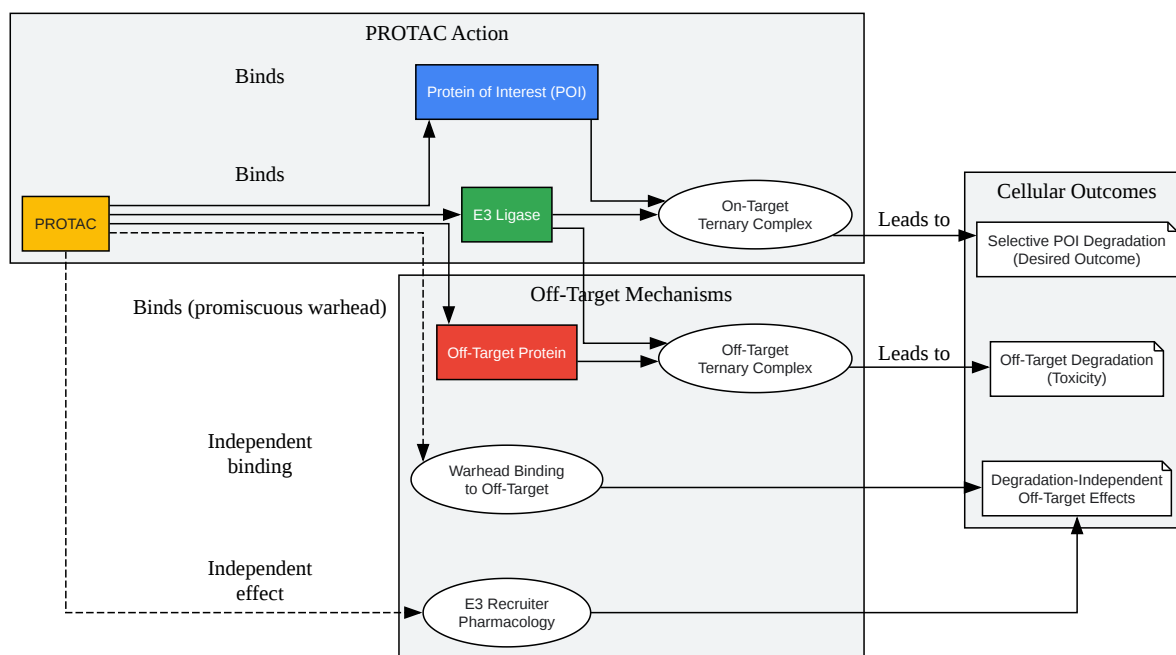 PROTAC Action
Binds
Protein of Interest (POI)
Binds
PROTAC
E3 Ligase
On-Target
Ternary Complex
Leads to
Cellular Outcomes
Selective POI Degradation
(Desired Outcome)
Off-Target Mechanisms
Binds (promiscuous warhead)
Off-Target Protein
Off-Target
Ternary Complex
Leads to
Off-Target Degradation
(Toxicity)
Independent
binding
Warhead Binding
to Off-Target
Degradation-Independent
Off-Target Effects
Independent
effect
E3 Recruiter
Pharmacology